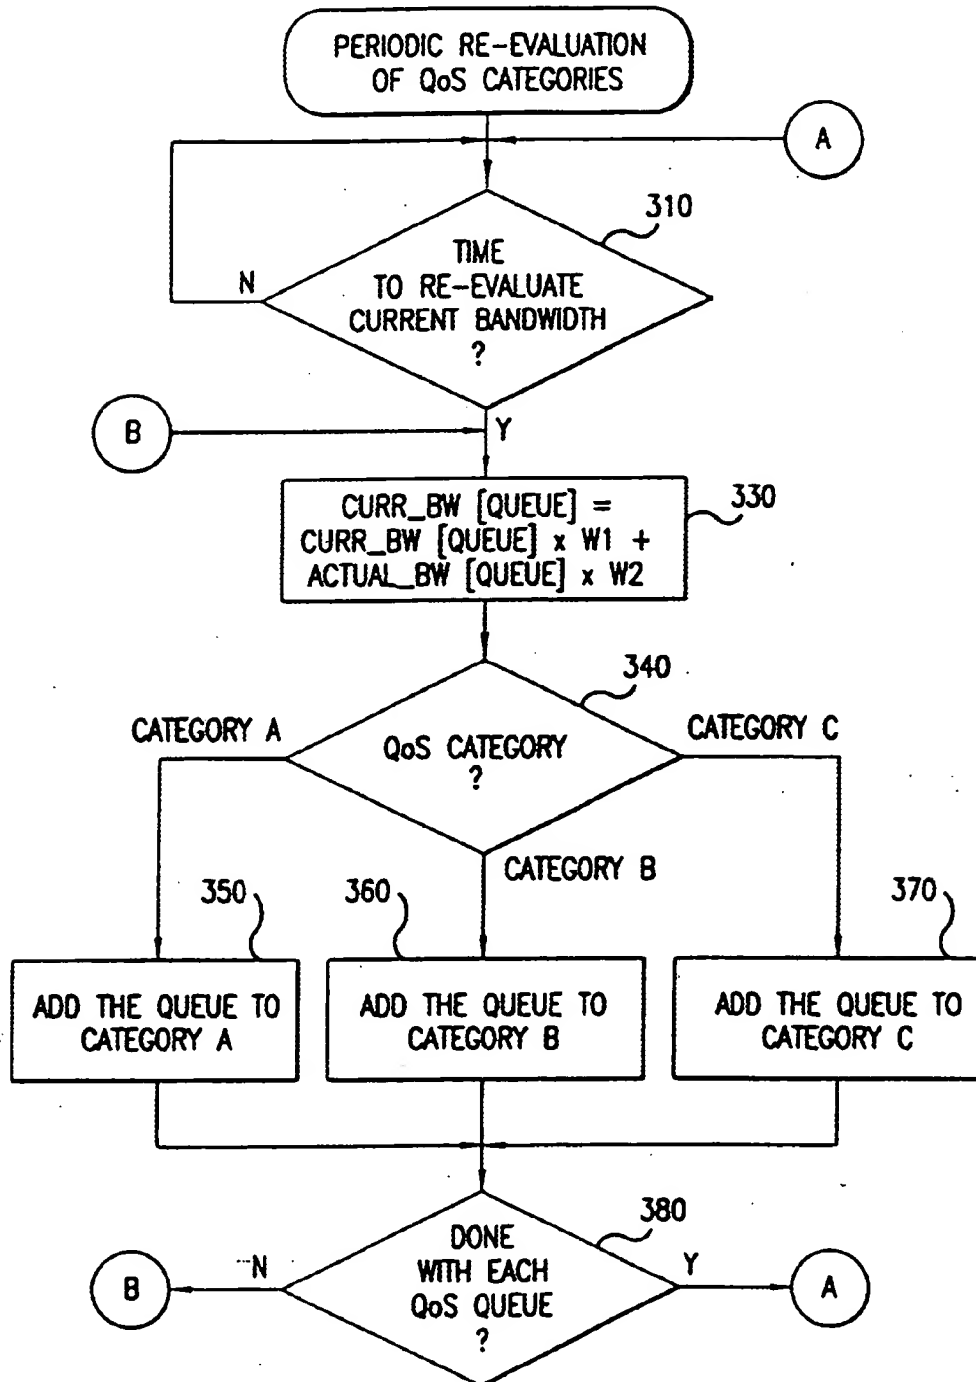 PERIODIC RE-EVALUATION
OF QoS CATEGORIES
A
310
TIME
TO RE-EVALUATE
CURRENT BANDWIDTH
?
N
B
Y
CURR_BW [QUEUE] =
CURR_BW [QUEUE] x W1 +
ACTUAL_BW [QUEUE] x W2
330
340
CATEGORY A
QoS CATEGORY
?
CATEGORY C
CATEGORY B
350
360
370
ADD THE QUEUE TO
CATEGORY A
ADD THE QUEUE TO
CATEGORY B
ADD THE QUEUE TO
CATEGORY C
380
DONE
WITH EACH
QoS QUEUE
?
N
Y
B
A